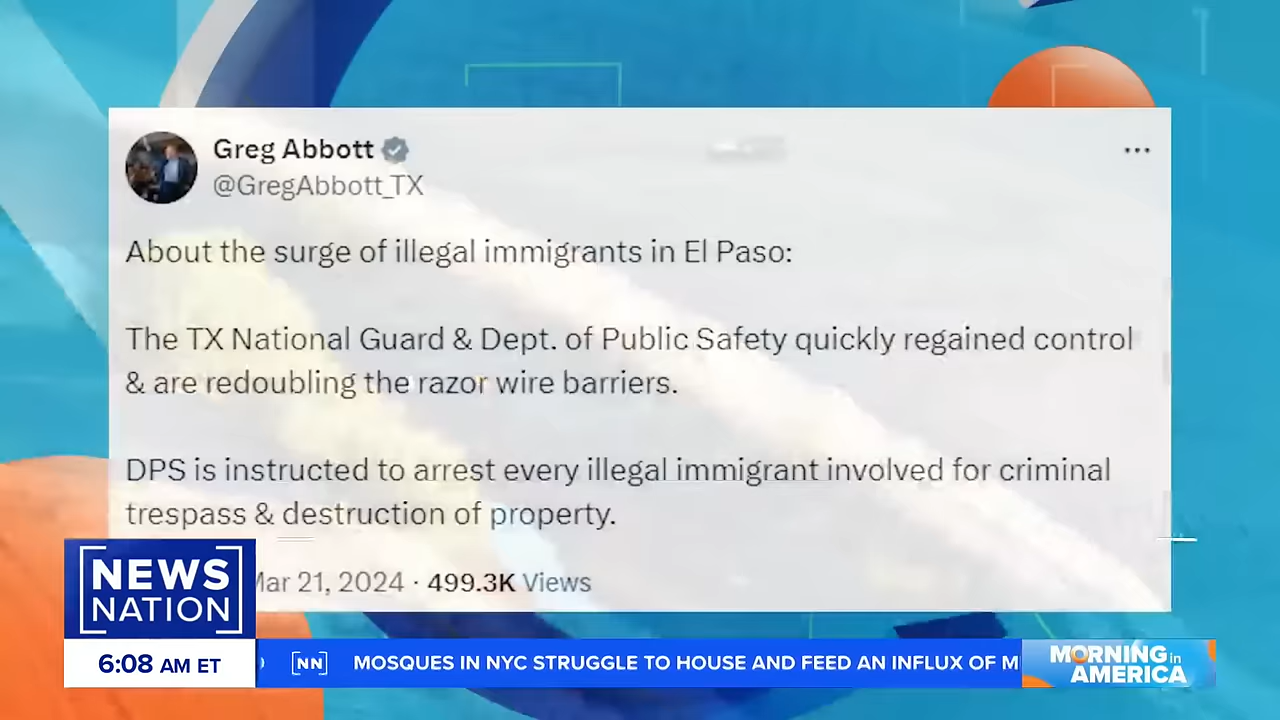 Greg Abbott
@GregAbbott_TX
About the surge of illegal immigrants in El Paso:
The TX National Guard & Dept. of Public Safety quickly regained control
& are redoubling the razor wire barriers.
DPS is instructed to arrest every illegal immigrant involved for criminal
trespass & destruction of property.
Mar 21, 2024 · 499.3K Views
NEWS
NATION
6:08 AM ET
NN MOSQUES IN NYC STRUGGLE TO HOUSE AND FEED AN INFLUX OF M
MORNING in
AMERICA